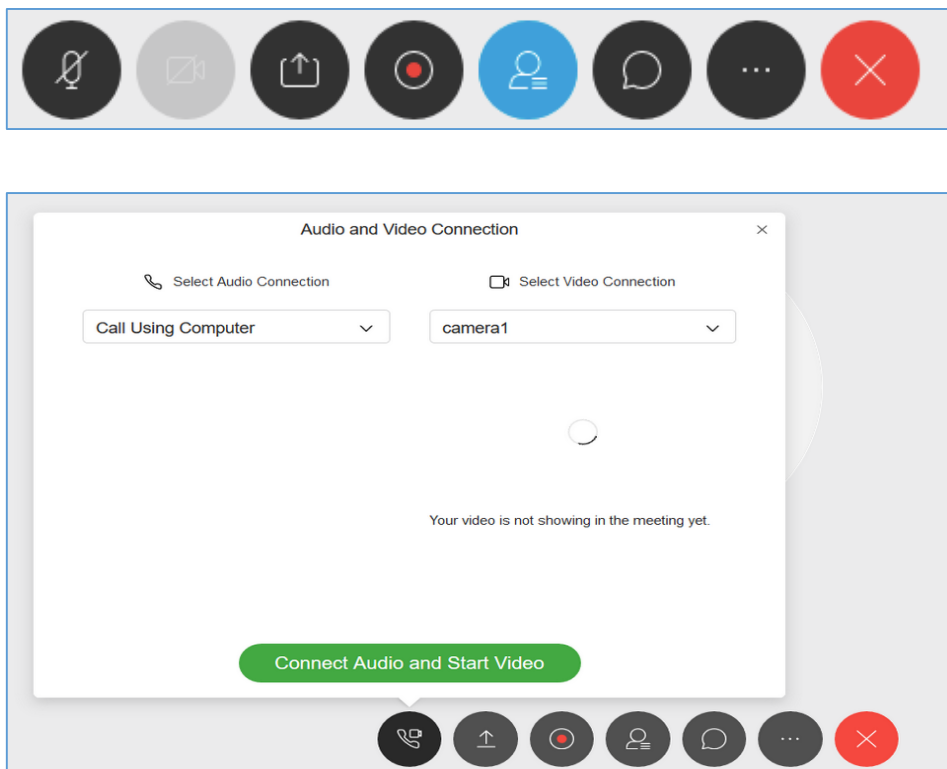 Audio and Video Connection
Select Audio Connection
Select Video Connection
Call Using Computer
camera1
Your video is not showing in the meeting yet.
Connect Audio and Start Video